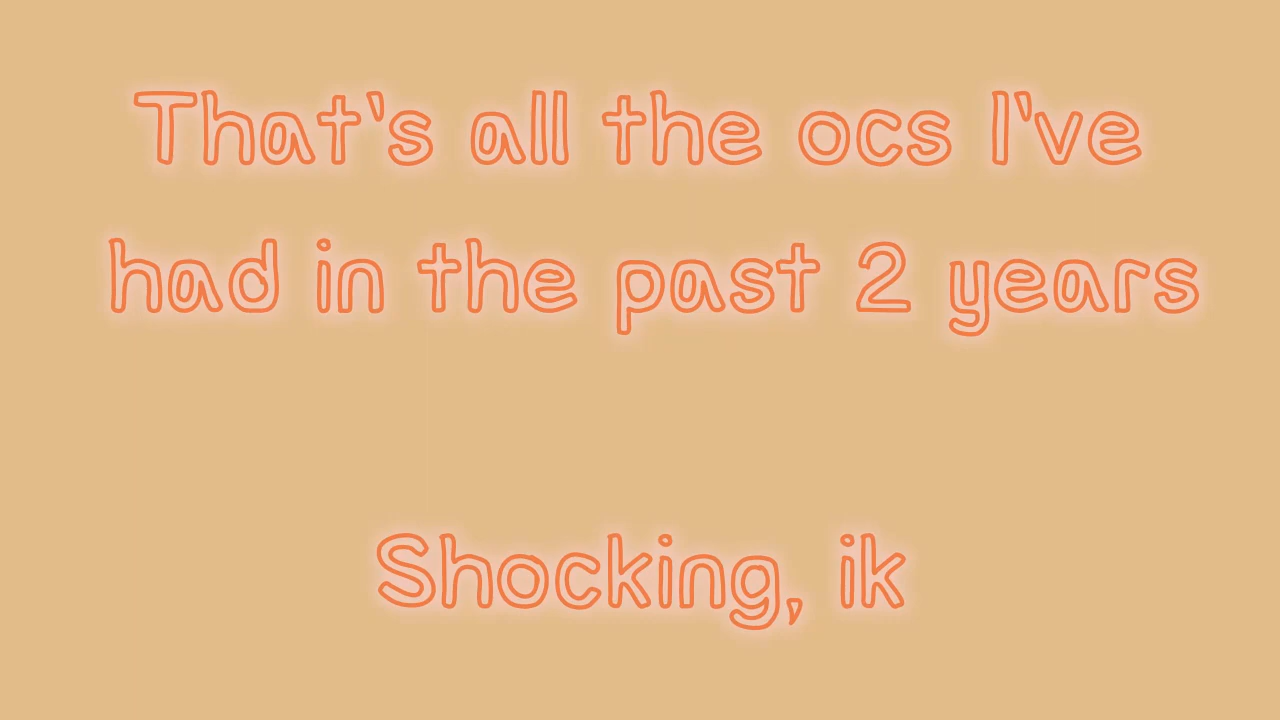 That's all the ocs I've
had in the past 2 years
Shocking, ik